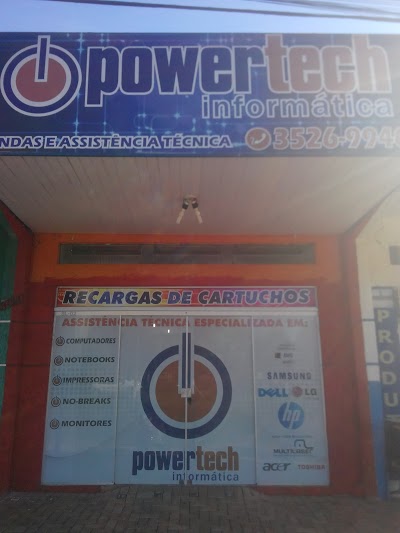 powertech
informática
NDAS E ASSISTÊNCIA TÉCNICA
3526-994
RECARGAS DE CARTUCHOS
ASSISTÊNCIA TÉCNICA ESPECIALIZADA EM:
COMPUTADORES
NOTEBOOKS
IMPRESSORAS
NO-BREAKS
MONITORES
SAMSUNG
DELL LG
hp
acer TOSHIBA
powertech
informática
PRODU